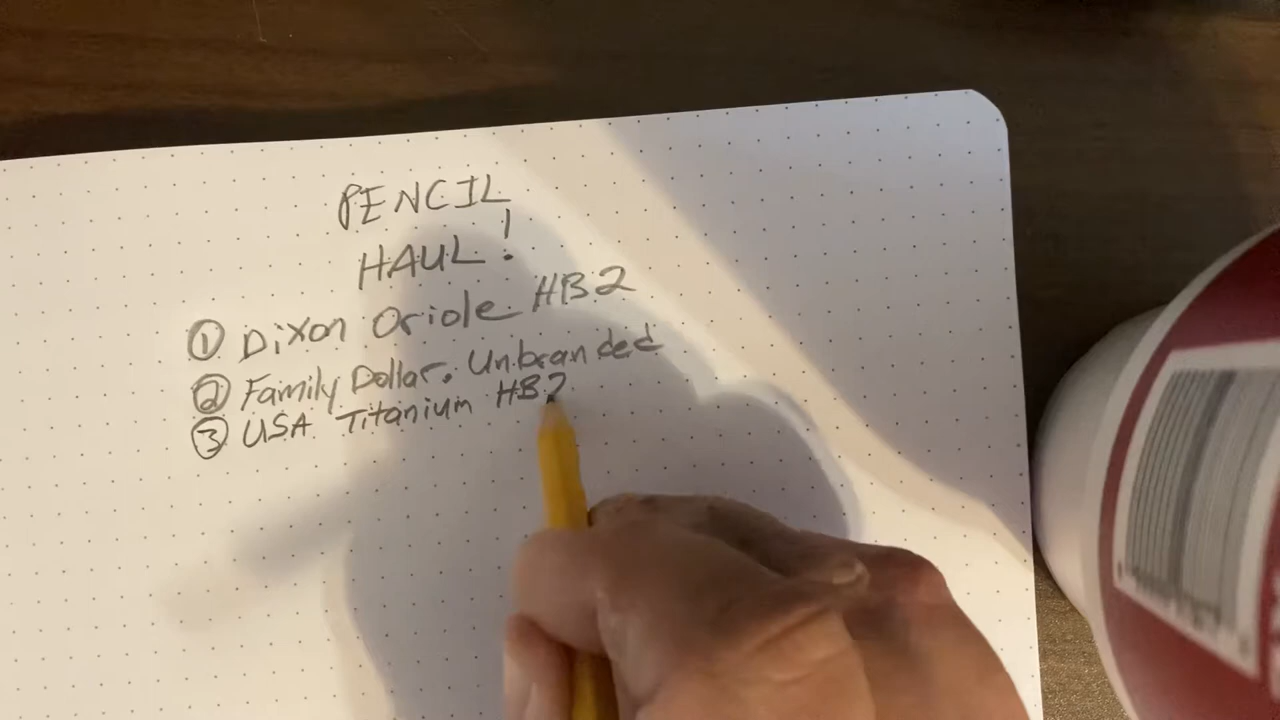 PENCIL
HAUL!
① Dixon Oriole HB2
② Family Dollar. Unbranded
③ USA Titanium HB2